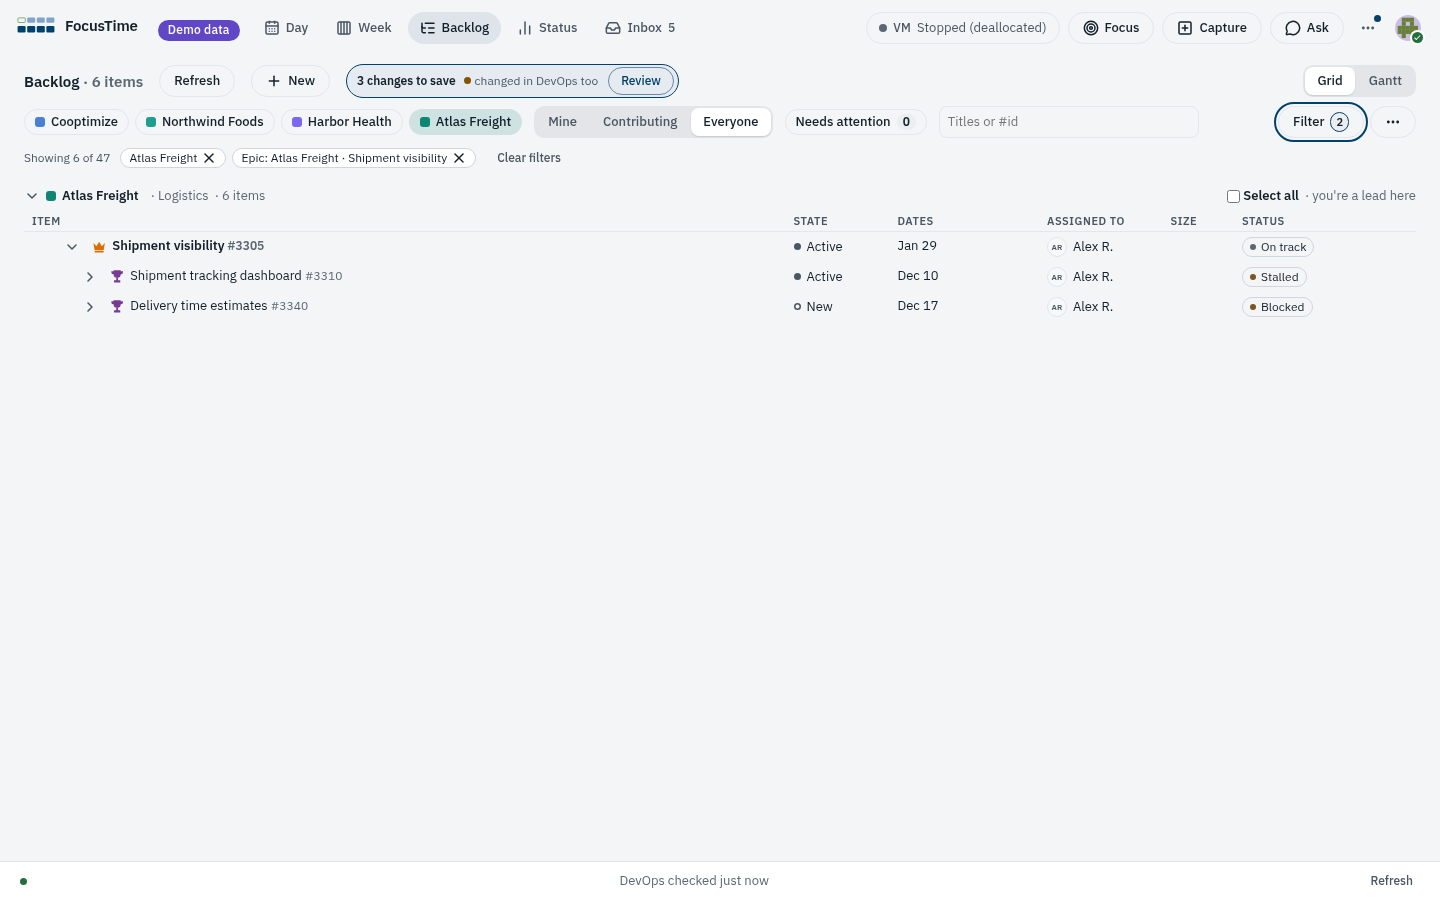 FocusTime
Demo data
Day
Week
Backlog
Status
Inbox 5
VM Stopped (deallocated)
Focus
Capture
Ask
Backlog · 6 items
Refresh
New
3 changes to save
changed in DevOps too
Review
Grid
Gantt
Cooptimize
Northwind Foods
Harbor Health
Atlas Freight
Mine
Contributing
Everyone
Needs attention 0
Titles or #id
Filter 2
Showing 6 of 47
Atlas Freight
Epic: Atlas Freight · Shipment visibility
Clear filters
Atlas Freight · Logistics · 6 items
Select all · you're a lead here
ITEM STATE DATES ASSIGNED TO SIZE STATUS
Shipment visibility #3305 Active Jan 29 AR Alex R. On track
Shipment tracking dashboard #3310 Active Dec 10 AR Alex R. Stalled
Delivery time estimates #3340 New Dec 17 AR Alex R. Blocked
DevOps checked just now
Refresh